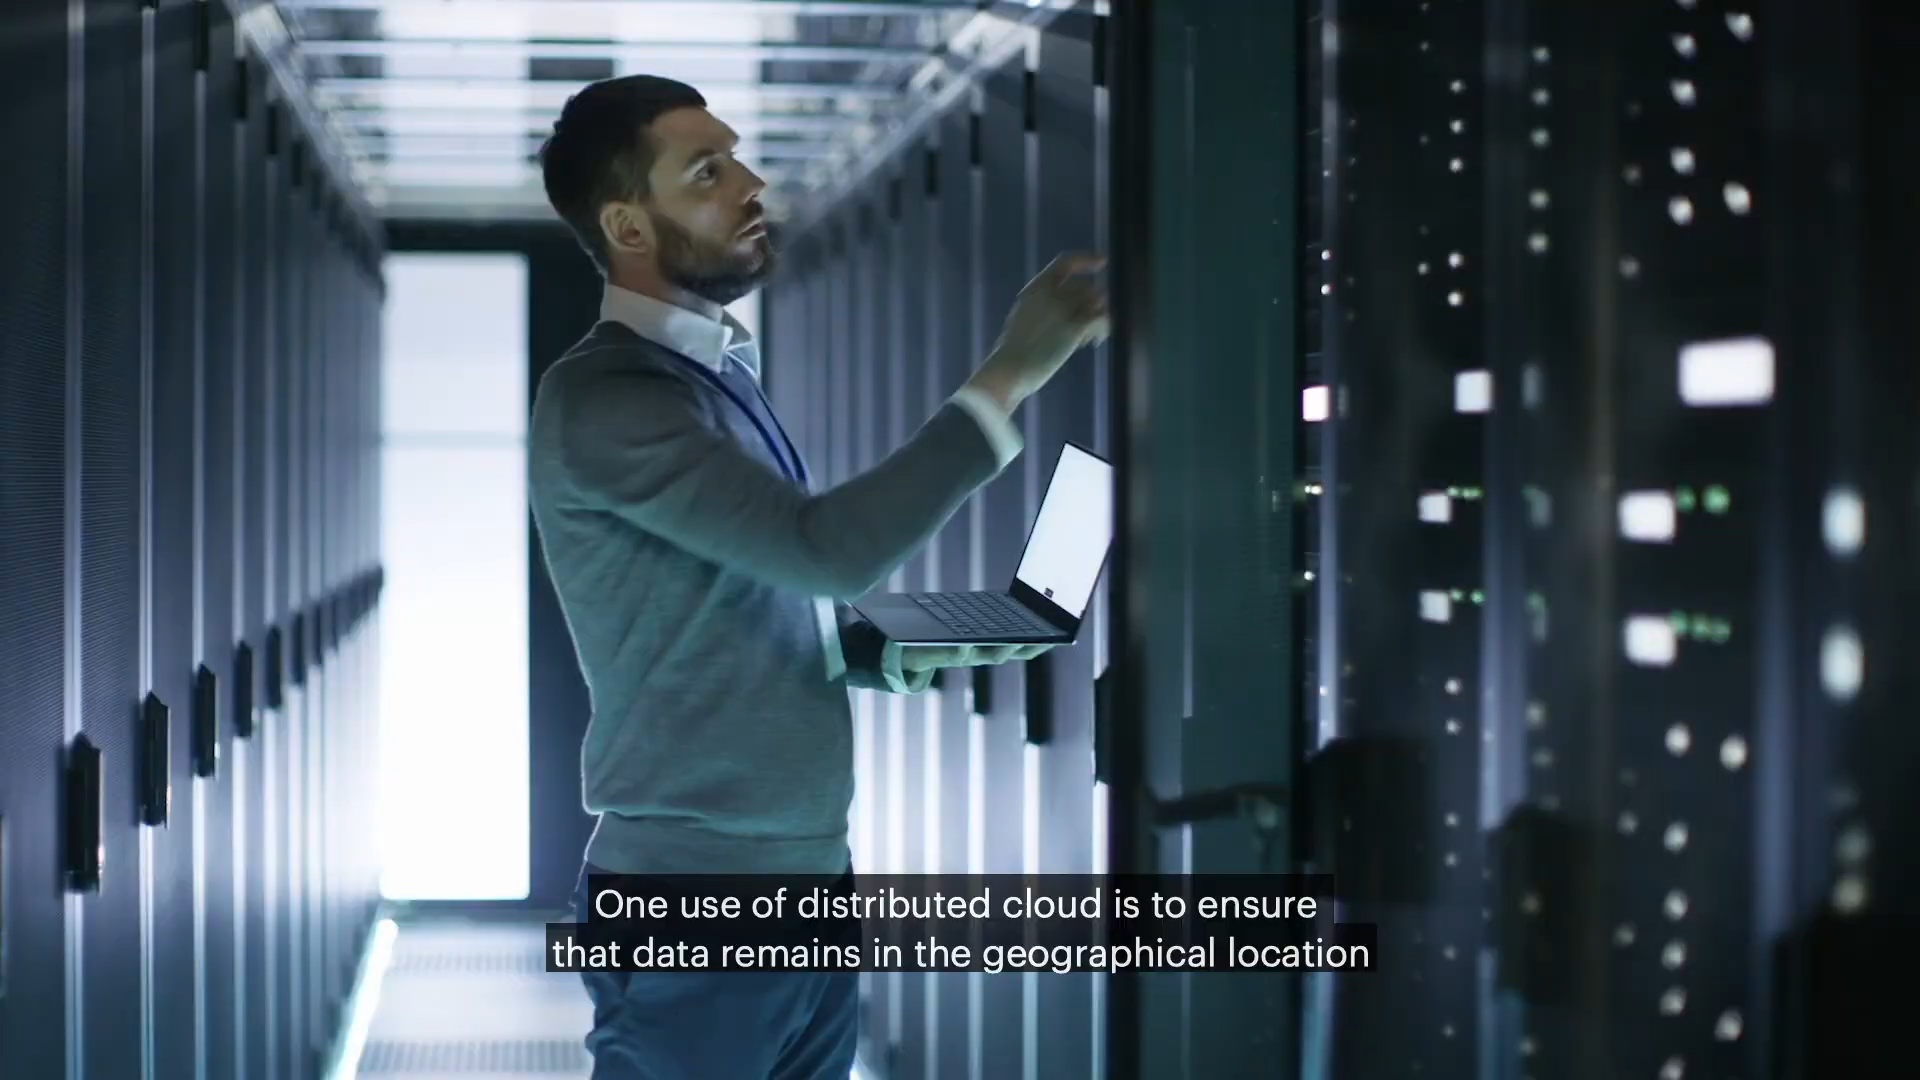 One use of distributed cloud is to ensure
that data remains in the geographical location